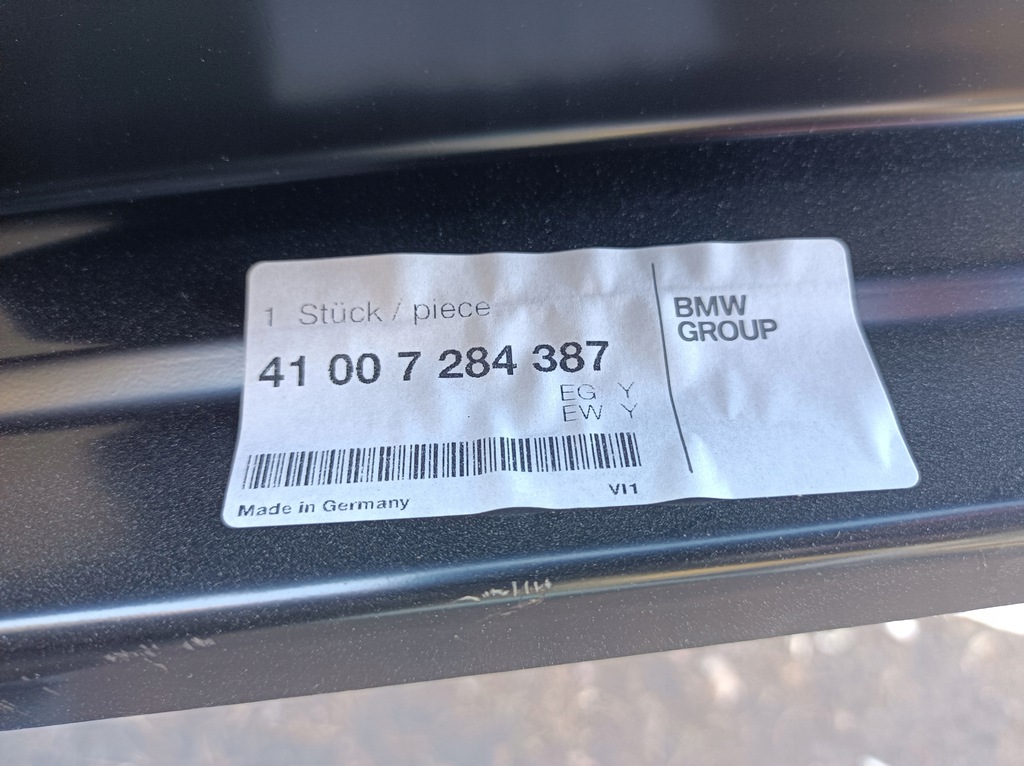 1 Stück / piece
41 00 7 284 387
EG Y
EW Y
Made in Germany
VI1
BMW
GROUP